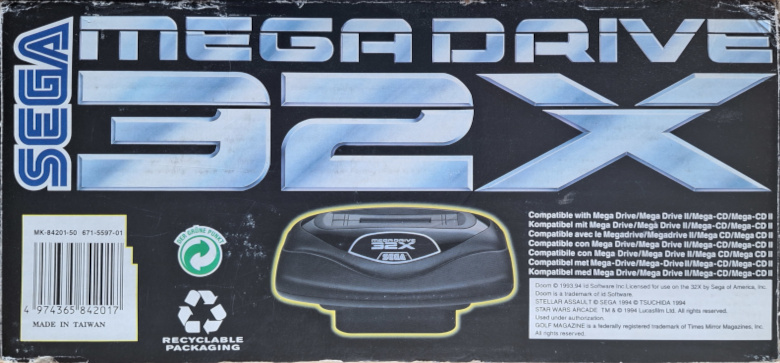 SEGA
MEGADRIVE
32X
MK-84201-50 671-5597-01
4 974365 842017
MADE IN TAIWAN
DER GRÜNE PUNKT
RECYCLABLE
PACKAGING
MEGADRIVE
32X
SEGA
Compatible with Mega Drive/Mega Drive II/Mega-CD/Mega-CD II
Kompatibel mit Mega Drive/Mega Drive II/Mega-CD/Mega-CD II
Compatible avec le Megadrive/Megadrive II/Mega CD/Mega CD II
Compatible con Mega Drive/Mega Drive II/Mega-CD/Mega-CD II
Compatibile con Mega Drive/Mega Drive II/Mega-CD/Mega-CD II
Compatibel met Mega-Drive/Mega-Drive II/Mega-CD/Mega-CD II
Kompatibel med Mega Drive/Mega Drive II/Mega-CD/Mega-CD II
Doom © 1993,94 id Software Inc Licensed for use on the 32X by Sega of America, Inc.
Doom is a trademark of id Software.
STELLAR ASSAULT © SEGA 1994 © TSUCHIDA 1994
STAR WARS ARCADE TM & © 1994 Lucasfilm Ltd. All rights reserved.
Used under authorization.
GOLF MAGAZINE is a federally registered trademark of Times Mirror Magazines, Inc.
All rights reserved.